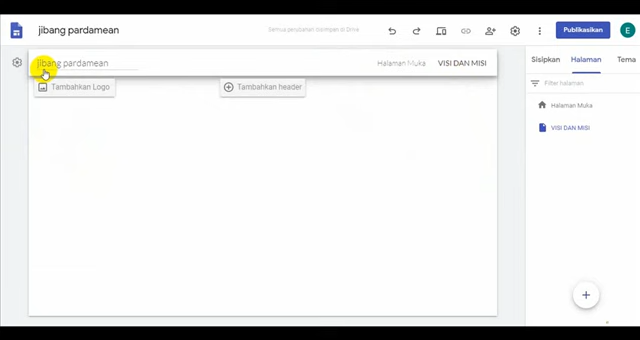 jibang pardamean
Semua perubahan disimpan di Drive
Publikasikan
E
jibang pardamean
Halaman Muka
VISI DAN MISI
Tambahkan Logo
Tambahkan header
Sisipkan
Halaman
Tema
Filter halaman
Halaman Muka
VISI DAN MISI